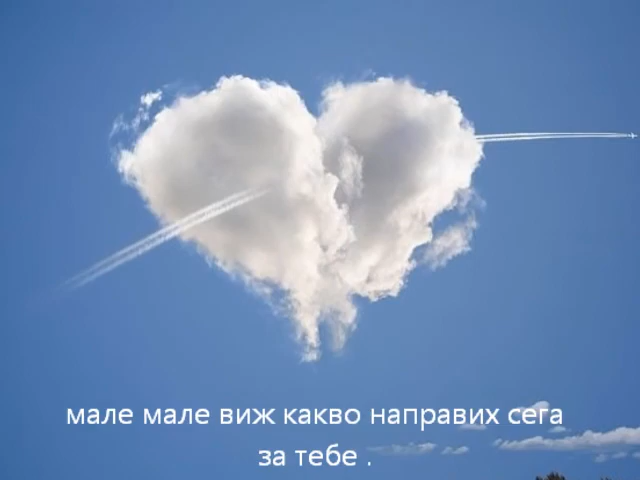 мале мале виж какво направих сега
за тебе .